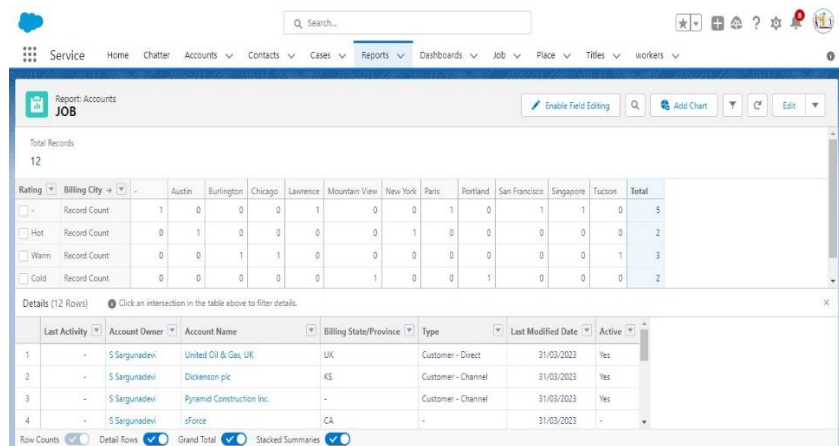 Search...
8
Service Home Chatter Accounts Contacts Cases Reports Dashboards Job Place Titles workers
Report: Accounts
JOB
Enable Field Editing Add Chart Edit
Total Records
12
Rating Billing City → - Austin Burlington Chicago Lawrence Mountain View New York Paris Portland San Francisco Singapore Tucson Total
- Record Count 1 0 0 0 1 0 0 1 0 1 1 0 5
Hot Record Count 0 1 0 0 0 0 1 0 0 0 0 0 2
Warm Record Count 0 0 1 1 0 0 0 0 0 0 0 1 3
Cold Record Count 0 0 0 0 0 1 0 0 1 0 0 0 2
Details (12 Rows) Click an intersection in the table above to filter details.
Last Activity Account Owner Account Name Billing State/Province Type Last Modified Date Active
1 - S Sargunadevi United Oil & Gas, UK UK Customer - Direct 31/03/2023 Yes
2 - S Sargunadevi Dickenson plc KS Customer - Channel 31/03/2023 Yes
3 - S Sargunadevi Pyramid Construction Inc. - Customer - Channel 31/03/2023 Yes
4 - S Sargunadevi sForce CA - 31/03/2023 -
Row Counts Detail Rows Grand Total Stacked Summaries